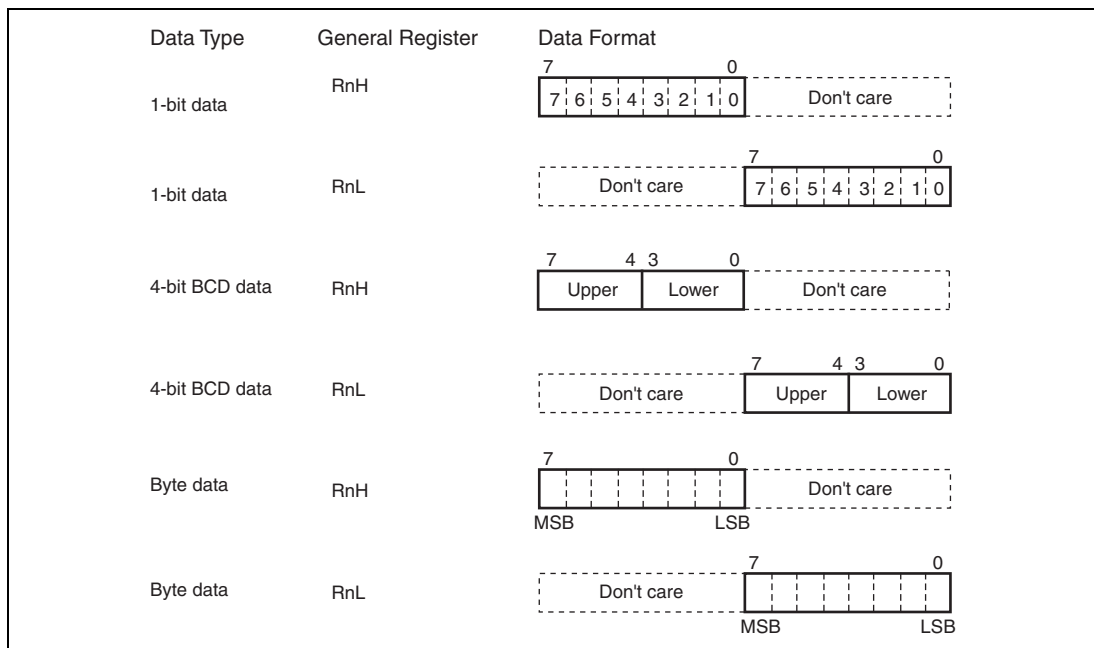 Data Type General Register Data Format
7 0
1-bit data RnH 7 6 5 4 3 2 1 0 Don't care
7 0
1-bit data RnL Don't care 7 6 5 4 3 2 1 0
7 4 3 0
4-bit BCD data RnH Upper Lower Don't care
7 4 3 0
4-bit BCD data RnL Don't care Upper Lower
7 0
Byte data RnH Don't care
MSB LSB
7 0
Byte data RnL Don't care
MSB LSB